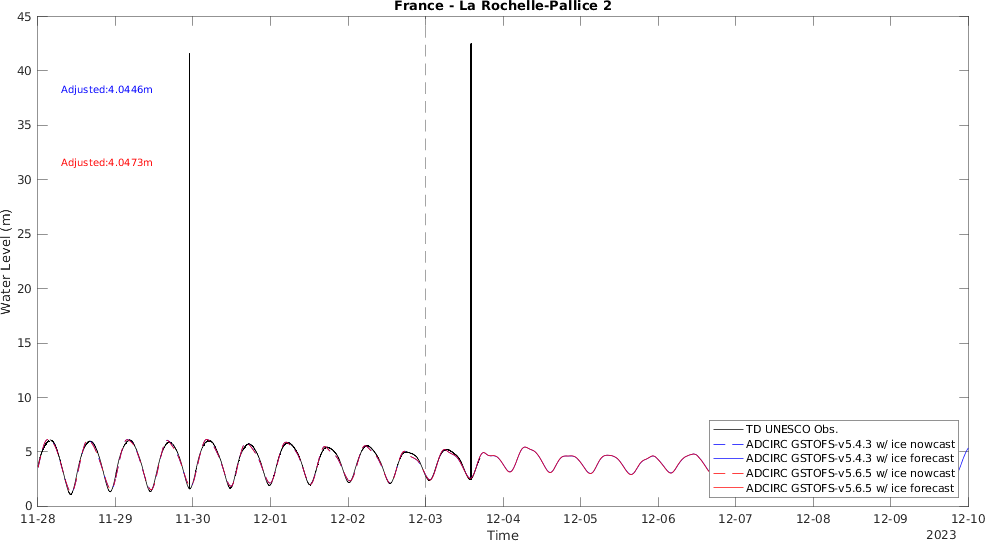 France - La Rochelle-Pallice 2
45
40
35
30
25
20
15
10
5
0
Water Level (m)
Adjusted:4.0446m
Adjusted:4.0473m
TD UNESCO Obs.
ADCIRC GSTOFS-v5.4.3 w/ ice nowcast
ADCIRC GSTOFS-v5.4.3 w/ ice forecast
ADCIRC GSTOFS-v5.6.5 w/ ice nowcast
ADCIRC GSTOFS-v5.6.5 w/ ice forecast
11-28 11-29 11-30 12-01 12-02 12-03 12-04 12-05 12-06 12-07 12-08 12-09 12-10
Time
2023